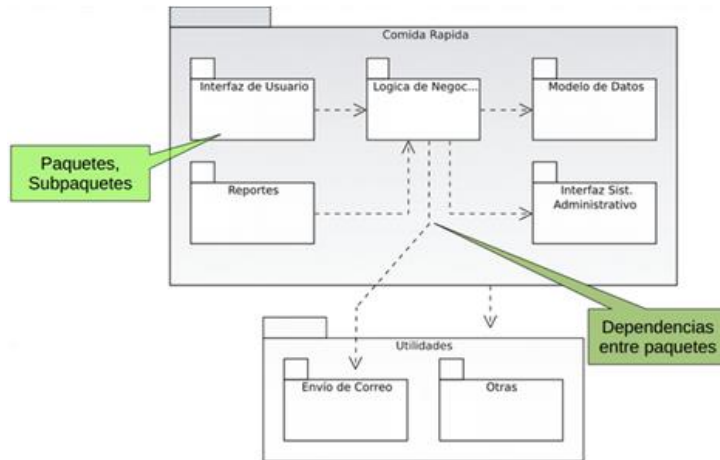 Comida Rapida
Interfaz de Usuario
Logica de Negoc...
Modelo de Datos
Paquetes,
Subpaquetes
Reportes
Interfaz Sist.
Administrativo
Dependencias
entre paquetes
Utilidades
Envío de Correo
Otras